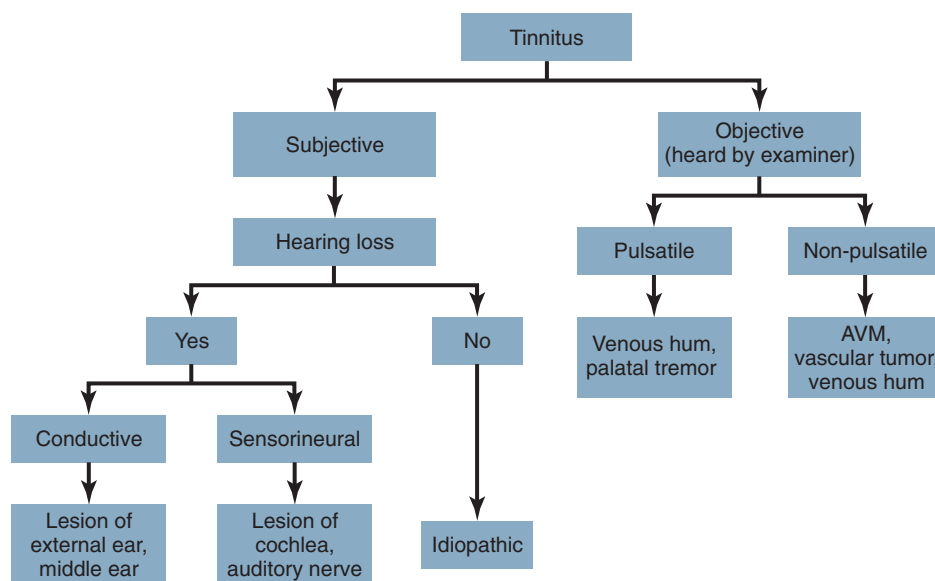 Tinnitus
Subjective
Objective
(heard by examiner)
Hearing loss
Pulsatile
Non-pulsatile
Yes
No
Venous hum,
palatal tremor
AVM,
vascular tumor,
venous hum
Conductive
Sensorineural
Lesion of
external ear,
middle ear
Lesion of
cochlea,
auditory nerve
Idiopathic